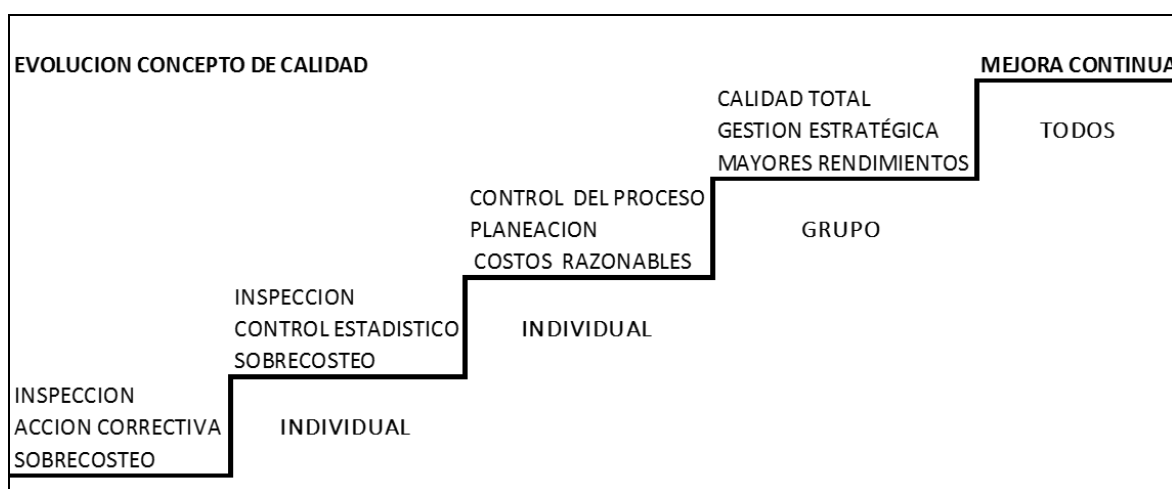 EVOLUCION CONCEPTO DE CALIDAD
MEJORA CONTINUA
CALIDAD TOTAL
GESTION ESTRATÉGICA
MAYORES RENDIMIENTOS
TODOS
CONTROL DEL PROCESO
PLANEACION
COSTOS RAZONABLES
GRUPO
INSPECCION
CONTROL ESTADISTICO
SOBRECOSTEO
INDIVIDUAL
INSPECCION
ACCION CORRECTIVA
SOBRECOSTEO
INDIVIDUAL